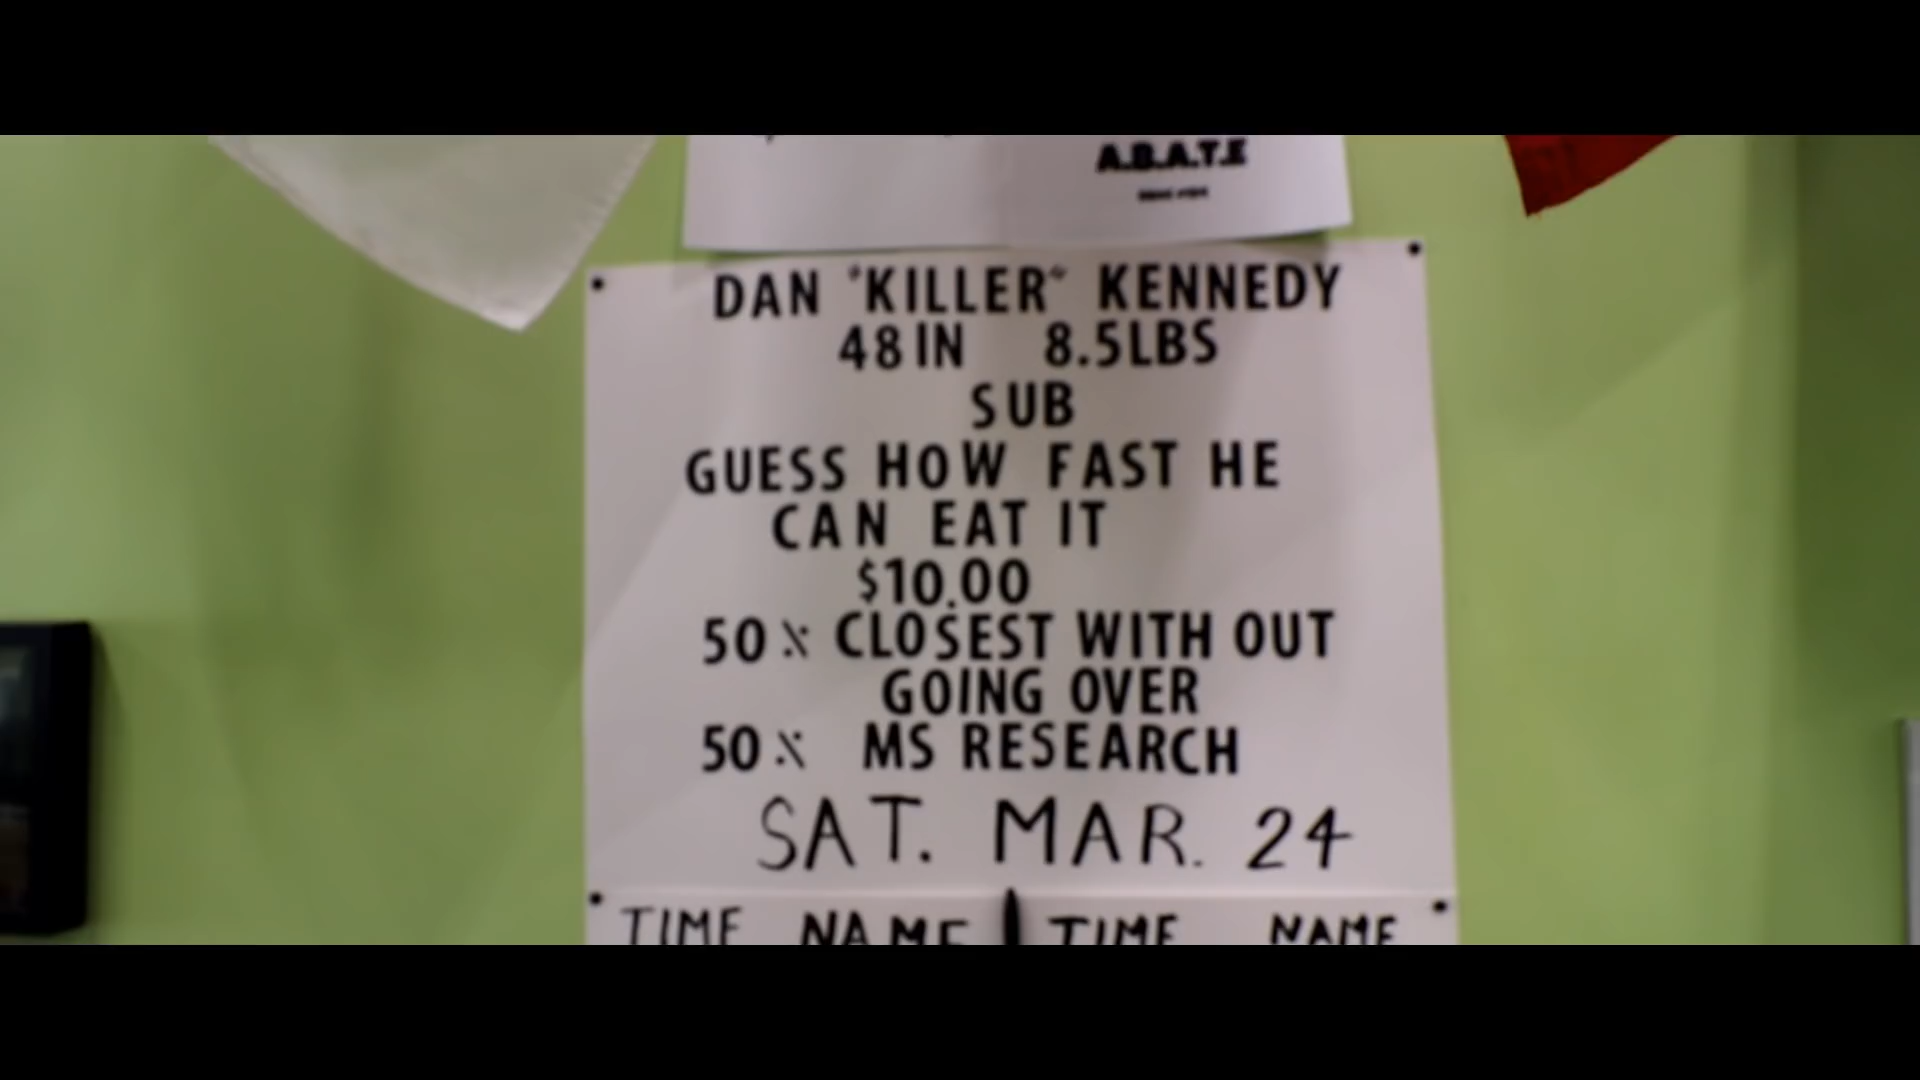 A.B.A.T.E
DAN "KILLER" KENNEDY
48IN 8.5LBS
SUB
GUESS HOW FAST HE
CAN EAT IT
$10.00
50% CLOSEST WITH OUT
GOING OVER
50% MS RESEARCH
SAT. MAR. 24
TIME NAME TIME NAME